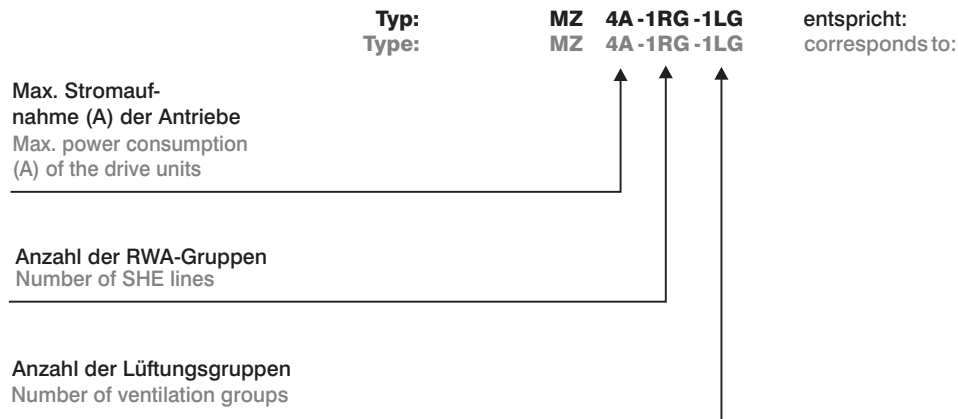 Typ: MZ 4A-1RG-1LG entspricht:
Type: MZ 4A-1RG-1LG corresponds to:
Max. Stromauf-
nahme (A) der Antriebe
Max. power consumption
(A) of the drive units
Anzahl der RWA-Gruppen
Number of SHE lines
Anzahl der Lüftungsgruppen
Number of ventilation groups